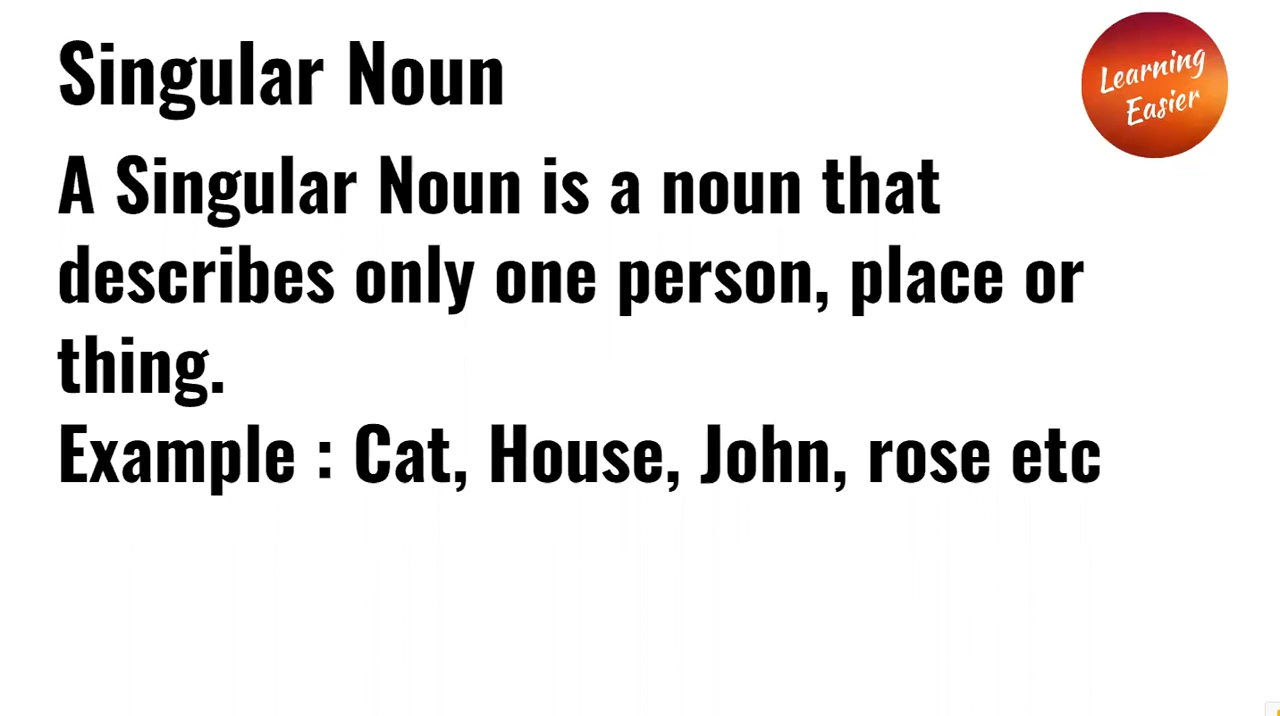 Singular Noun
Learning
Easier
A Singular Noun is a noun that
describes only one person, place or
thing.
Example : Cat, House, John, rose etc